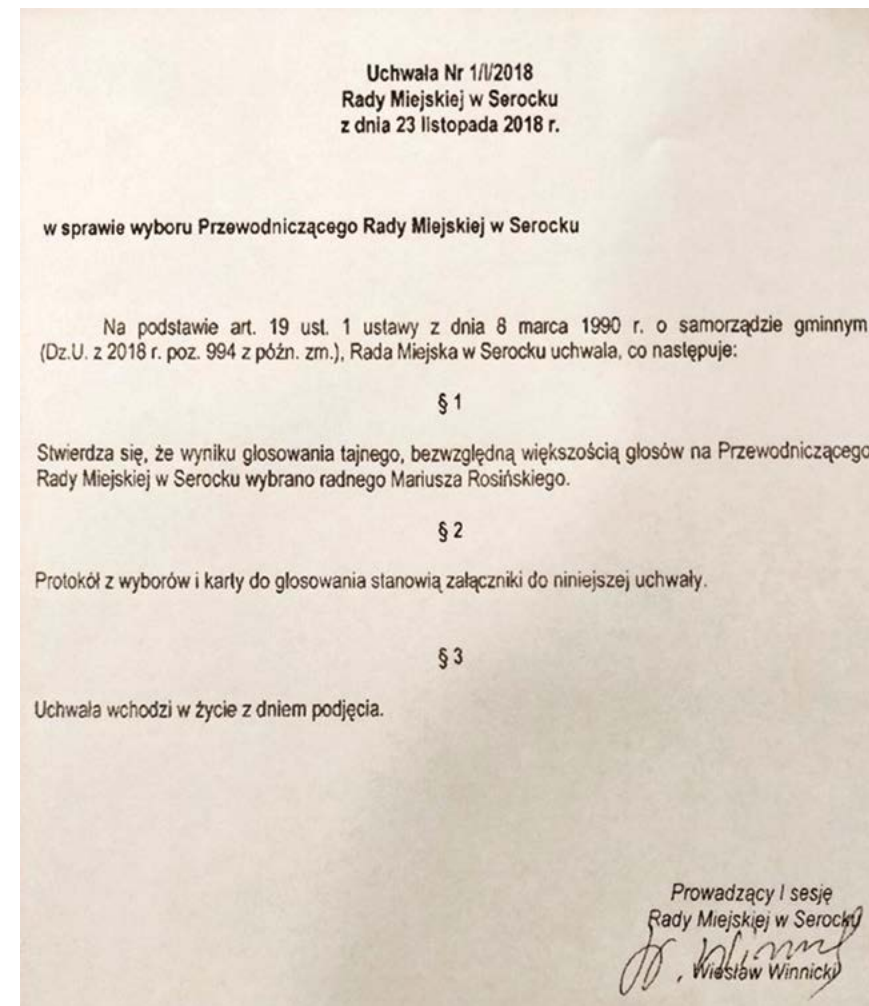 Uchwała Nr 1/I/2018
Rady Miejskiej w Serocku
z dnia 23 listopada 2018 r.
w sprawie wyboru Przewodniczącego Rady Miejskiej w Serocku
Na podstawie art. 19 ust. 1 ustawy z dnia 8 marca 1990 r. o samorządzie gminnym
(Dz.U. z 2018 r. poz. 994 z późn. zm.), Rada Miejska w Serocku uchwala, co następuje:
§ 1
Stwierdza się, że wyniku głosowania tajnego, bezwzględną większością głosów na Przewodniczącego
Rady Miejskiej w Serocku wybrano radnego Mariusza Rosińskiego.
§ 2
Protokół z wyborów i karty do głosowania stanowią załączniki do niniejszej uchwały.
§ 3
Uchwała wchodzi w życie z dniem podjęcia.
Prowadzący I sesję
Rady Miejskiej w Serocku
Wiesław Winnicki